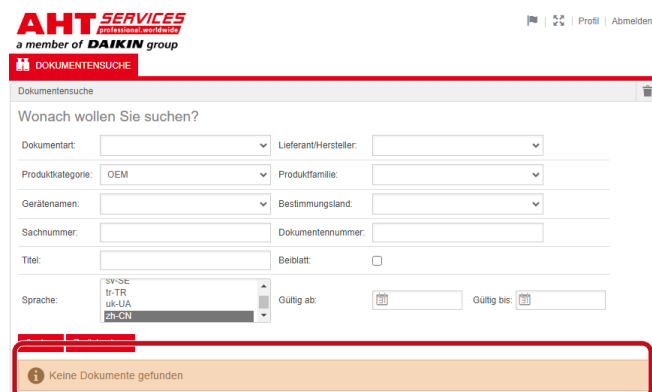 AHT SERVICES
professional.worldwide
a member of DAIKIN group
Profil | Abmelden
DOKUMENTENSUCHE
Dokumentensuche
Wonach wollen Sie suchen?
Dokumentart: Lieferant/Hersteller:
Produktkategorie: OEM Produktfamilie:
Gerätenamen: Bestimmungsland:
Sachnummer: Dokumentennummer:
Titel: Beiblatt:
sv-SE
tr-TR
Sprache: uk-UA Gültig ab: Gültig bis:
zh-CN
Keine Dokumente gefunden